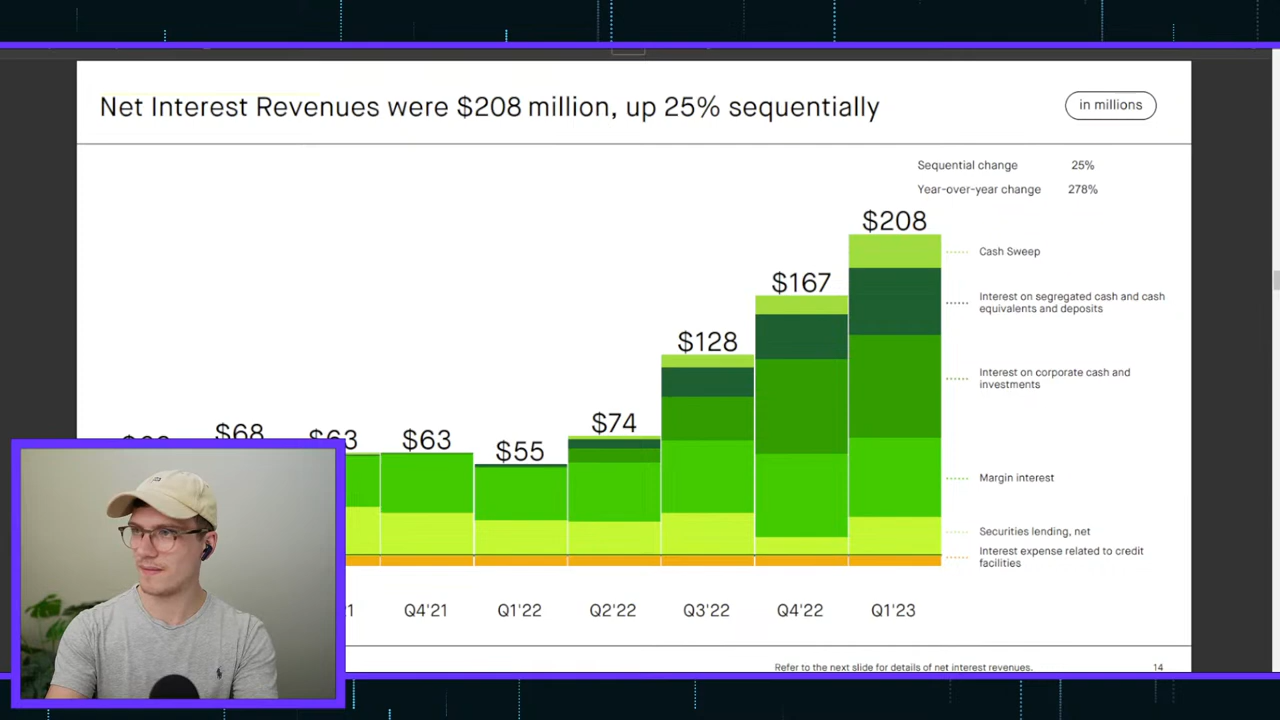 Net Interest Revenues were $208 million, up 25% sequentially
in millions
Sequential change 25%
Year-over-year change 278%
$208
$167
$128
$74
$55
$63
$63
$68
Cash Sweep
Interest on segregated cash and cash
equivalents and deposits
Interest on corporate cash and
investments
Margin interest
Securities lending, net
Interest expense related to credit
facilities
Q4'21 Q1'22 Q2'22 Q3'22 Q4'22 Q1'23
Refer to the next slide for details of net interest revenues. 14